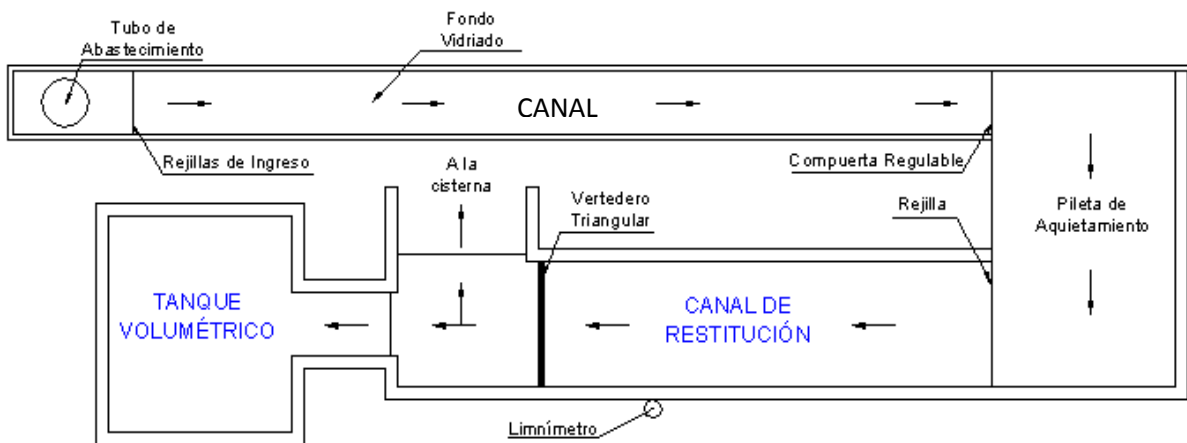 Tubo de
Abastecimiento
Fondo
Vidriado
CANAL
Rejillas de Ingreso
A la
cisterna
Compuerta Regulable
Vertedero
Triangular
Rejilla
Pileta de
Aquietamiento
TANQUE
VOLUMÉTRICO
CANAL DE
RESTITUCIÓN
Limnímetro